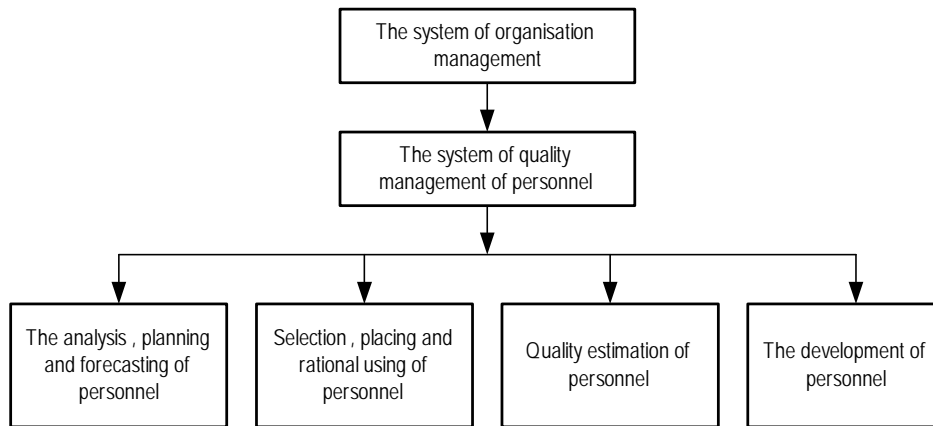 The system of organisation
management
The system of quality
management of personnel
The analysis , planning
and forecasting of
personnel
Selection , placing and
rational using of
personnel
Quality estimation of
personnel
The development of
personnel